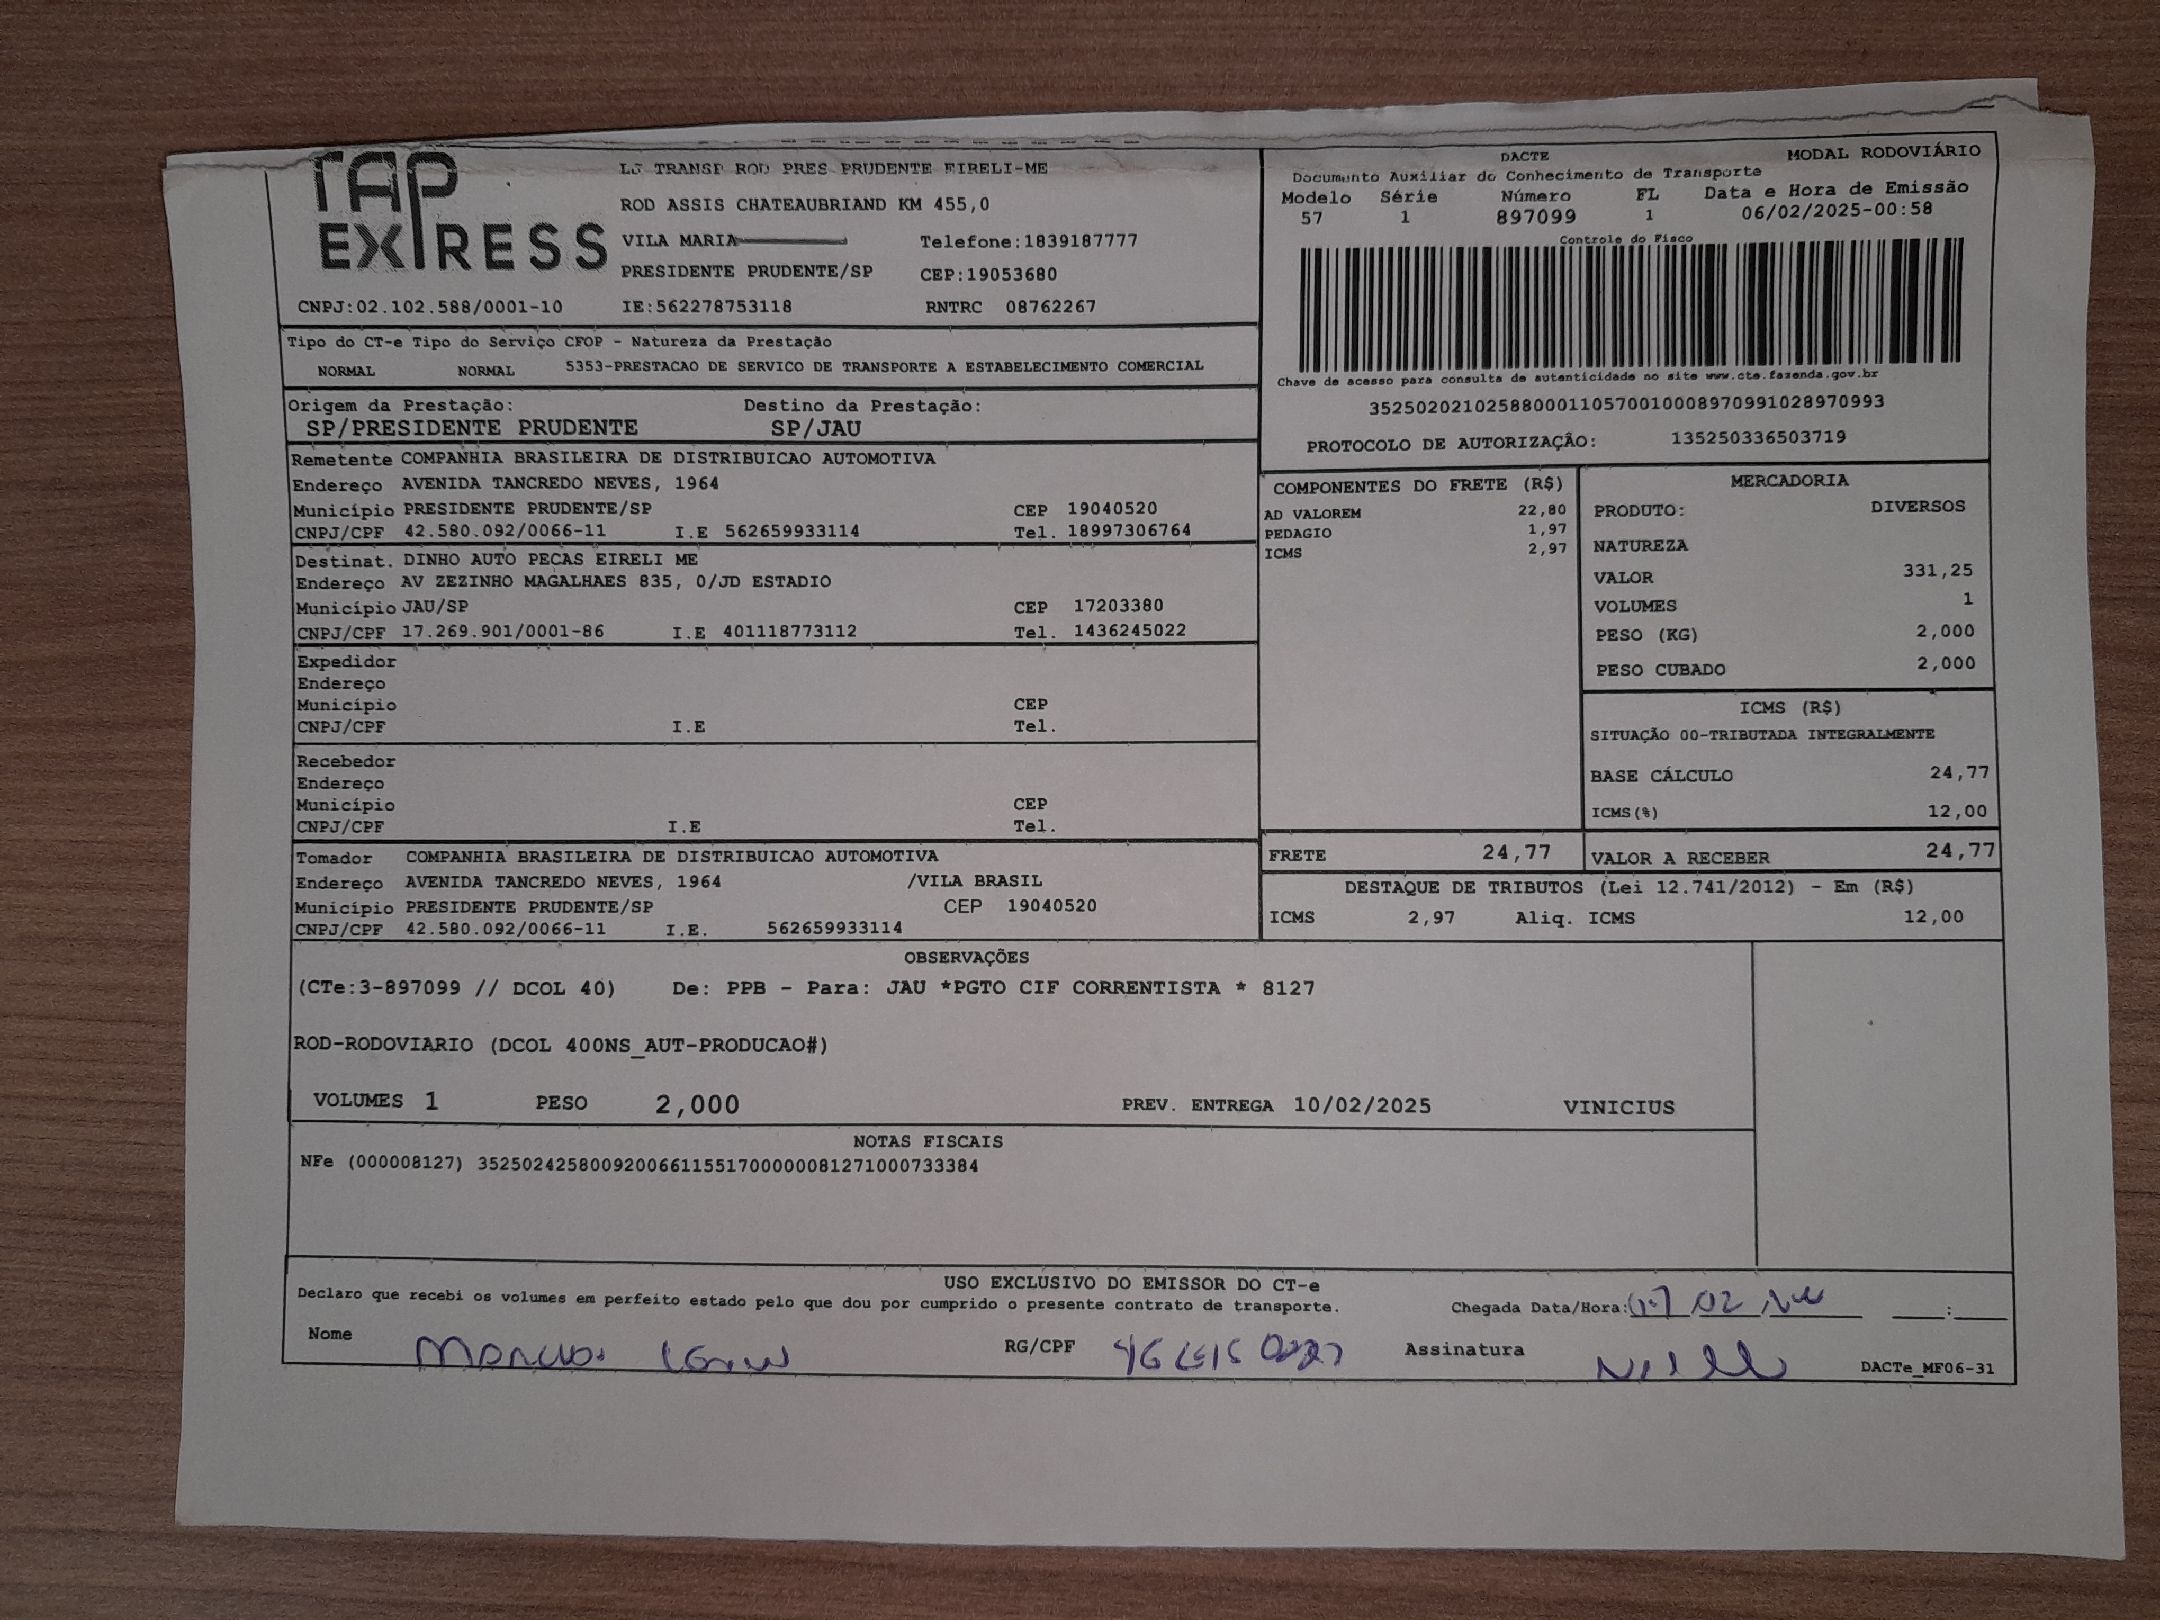 TAP
EXPRESS
LJ TRANSP ROD PRES PRUDENTE EIRELI-ME
ROD ASSIS CHATEAUBRIAND KM 455,0
VILA MARIA Telefone:1839187777
PRESIDENTE PRUDENTE/SP CEP:19053680
CNPJ:02.102.588/0001-10 IE:562278753118 RNTRC 08762267
DACTE MODAL RODOVIÁRIO
Documento Auxiliar do Conhecimento de Transporte
Modelo Série Número FL Data e Hora de Emissão
57 1 897099 1 06/02/2025-00:58
Controle do Fisco
Chave de acesso para consulta de autenticidade no site www.cte.fazenda.gov.br
35250202102588000110570010008970991028970993
PROTOCOLO DE AUTORIZAÇÃO: 135250336503719
Tipo do CT-e Tipo do Serviço CFOP - Natureza da Prestação
NORMAL NORMAL 5353-PRESTACAO DE SERVICO DE TRANSPORTE A ESTABELECIMENTO COMERCIAL
Origem da Prestação: Destino da Prestação:
SP/PRESIDENTE PRUDENTE SP/JAU
Remetente COMPANHIA BRASILEIRA DE DISTRIBUICAO AUTOMOTIVA
Endereço AVENIDA TANCREDO NEVES, 1964
Município PRESIDENTE PRUDENTE/SP CEP 19040520
CNPJ/CPF 42.580.092/0066-11 I.E 562659933114 Tel. 18997306764
Destinat. DINHO AUTO PECAS EIRELI ME
Endereço AV ZEZINHO MAGALHAES 835, 0/JD ESTADIO
Município JAU/SP CEP 17203380
CNPJ/CPF 17.269.901/0001-86 I.E 401118773112 Tel. 1436245022
Expedidor
Endereço
Município CEP
CNPJ/CPF I.E Tel.
Recebedor
Endereço
Município CEP
CNPJ/CPF I.E Tel.
Tomador COMPANHIA BRASILEIRA DE DISTRIBUICAO AUTOMOTIVA
Endereço AVENIDA TANCREDO NEVES, 1964 /VILA BRASIL
Município PRESIDENTE PRUDENTE/SP CEP 19040520
CNPJ/CPF 42.580.092/0066-11 I.E. 562659933114
COMPONENTES DO FRETE (R$)
AD VALOREM 22,80
PEDAGIO 1,97
ICMS 2,97
MERCADORIA
PRODUTO: DIVERSOS
NATUREZA
VALOR 331,25
VOLUMES 1
PESO (KG) 2,000
PESO CUBADO 2,000
ICMS (R$)
SITUAÇÃO 00-TRIBUTADA INTEGRALMENTE
BASE CÁLCULO 24,77
ICMS(%) 12,00
FRETE 24,77 VALOR A RECEBER 24,77
DESTAQUE DE TRIBUTOS (Lei 12.741/2012) - Em (R$)
ICMS 2,97 Aliq. ICMS 12,00
OBSERVAÇÕES
(CTe:3-897099 // DCOL 40) De: PPB - Para: JAU *PGTO CIF CORRENTISTA * 8127
ROD-RODOVIARIO (DCOL 400NS_AUT-PRODUCAO#)
VOLUMES 1 PESO 2,000 PREV. ENTREGA 10/02/2025 VINICIUS
NOTAS FISCAIS
NFe (000008127) 35250242580092006611551700000081271000733384
USO EXCLUSIVO DO EMISSOR DO CT-e
Declaro que recebi os volumes em perfeito estado pelo que dou por cumprido o presente contrato de transporte. Chegada Data/Hora: 02 :
Nome RG/CPF Assinatura
DACTe_MF06-31